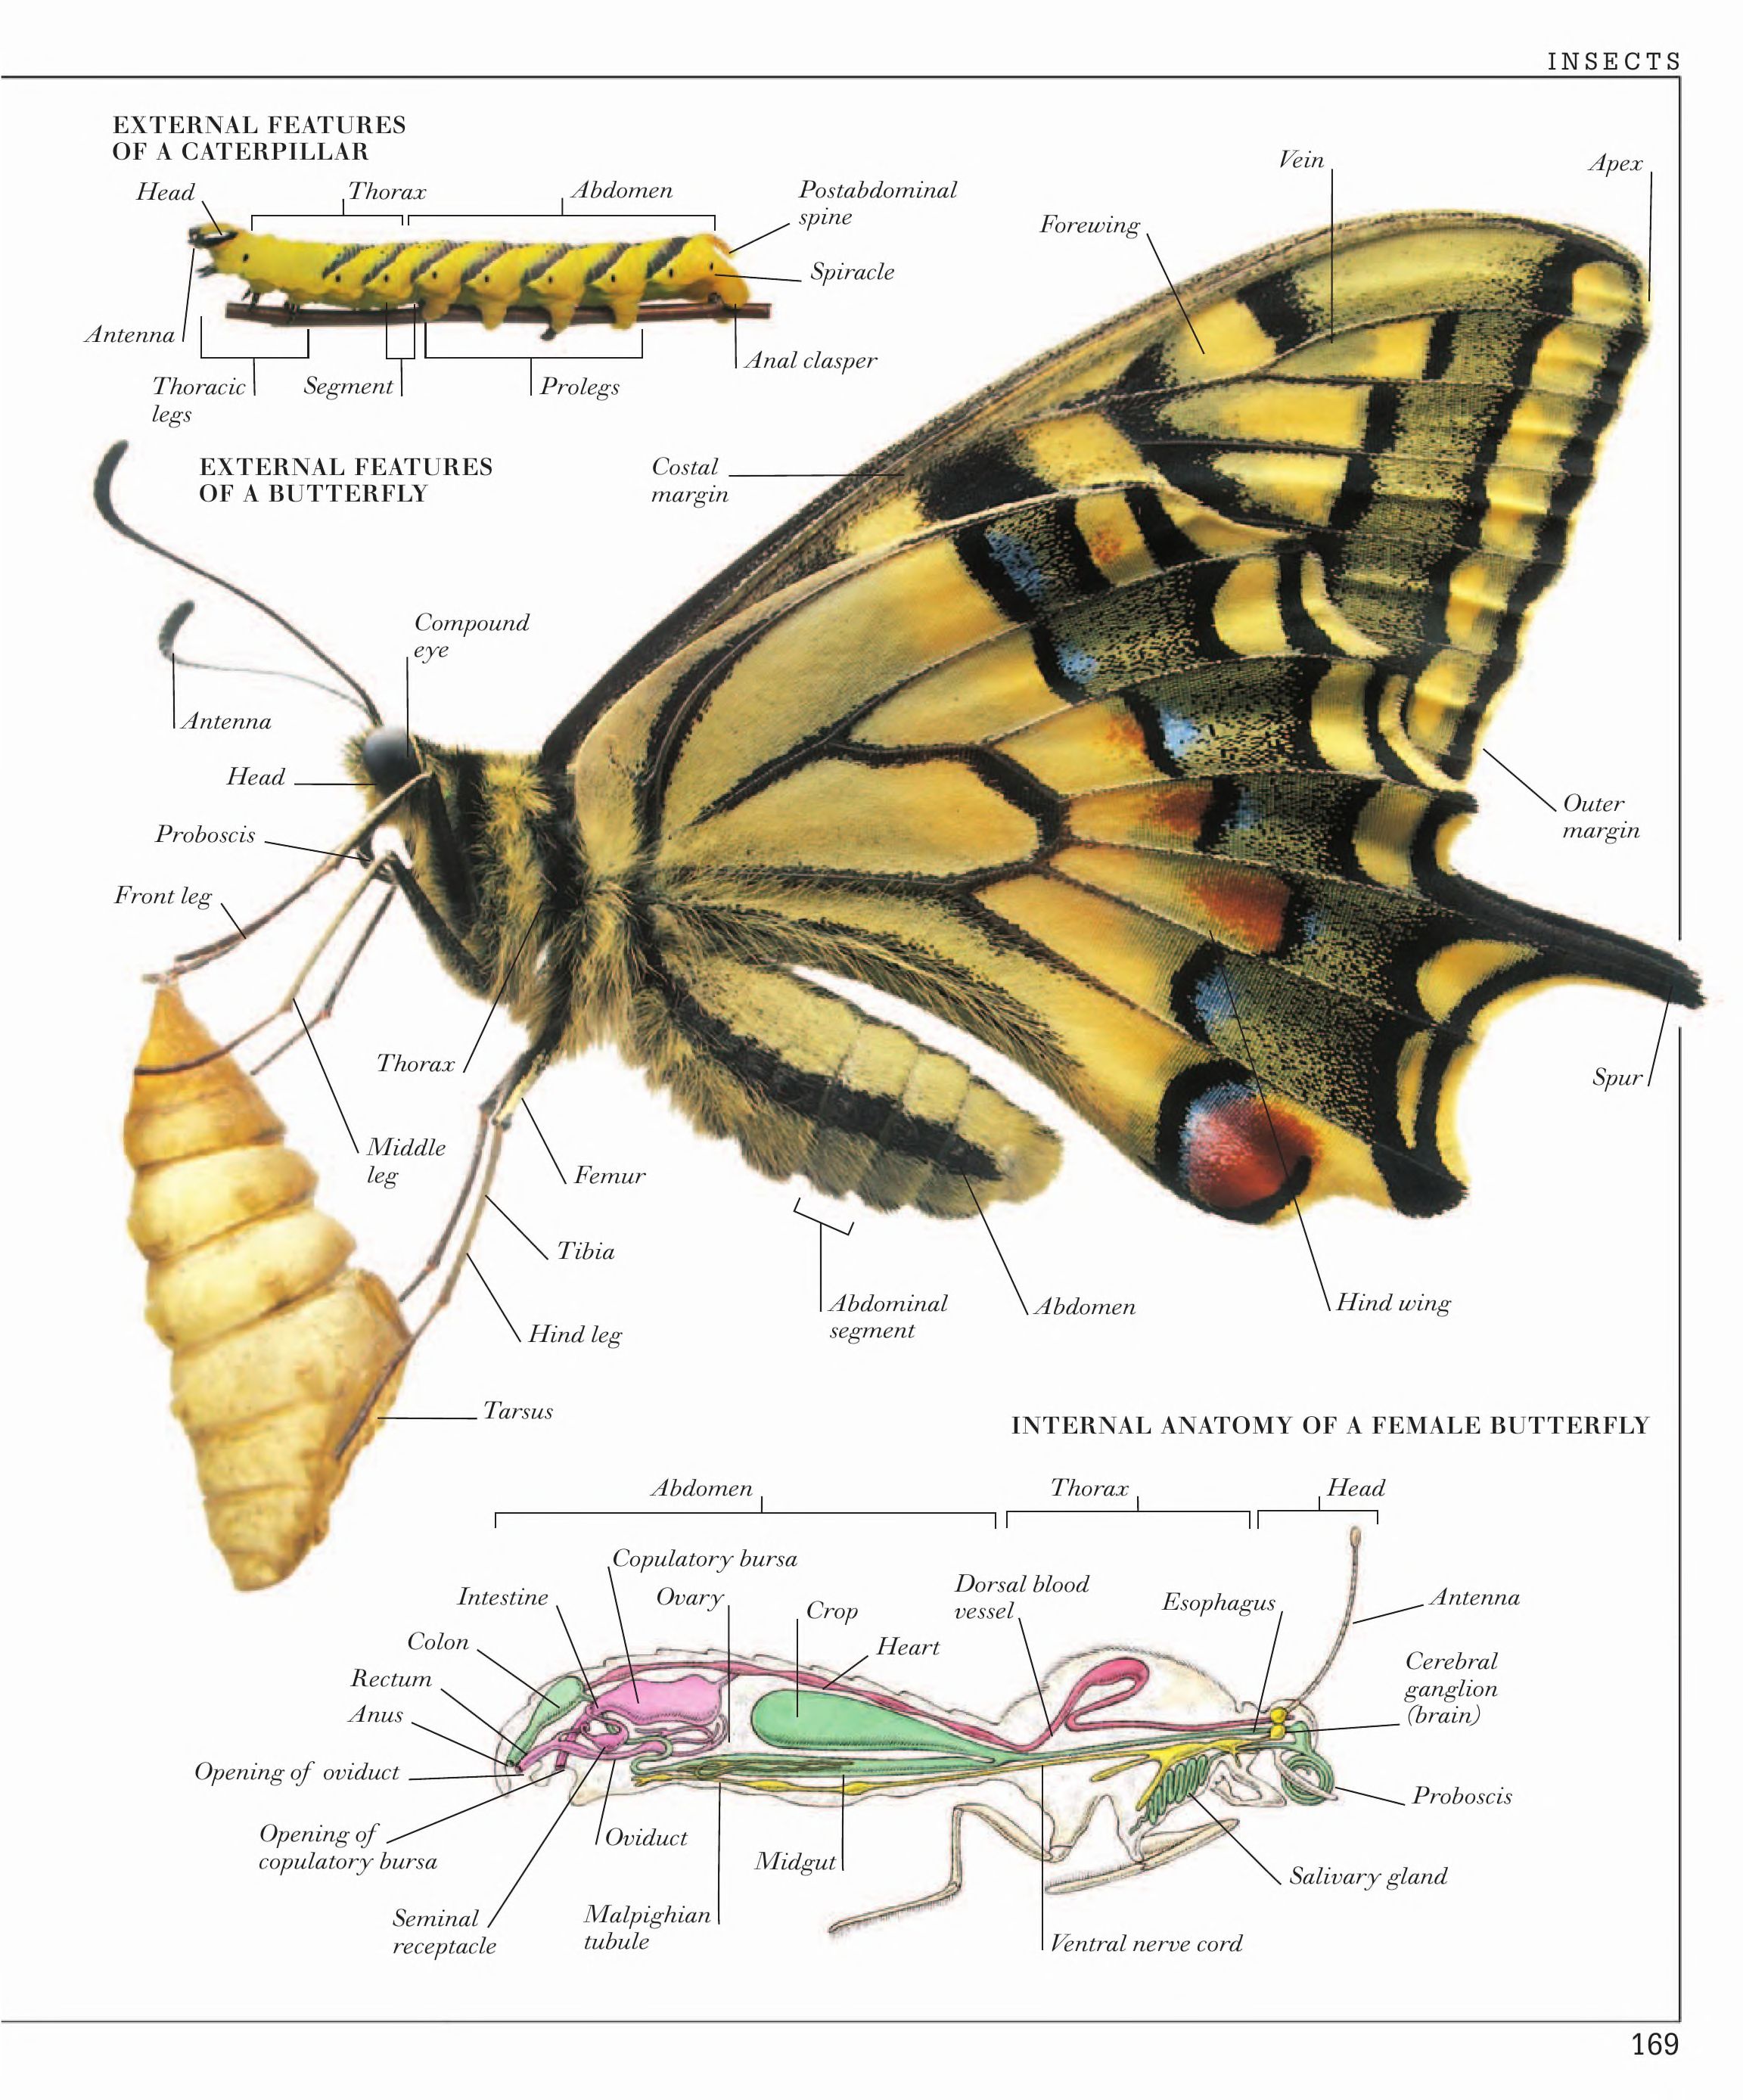 INSECTS
EXTERNAL FEATURES
OF A CATERPILLAR
Head
Thorax
Abdomen
Postabdominal
spine
Spiracle
Antenna
Anal clasper
Thoracic
legs
Segment
Prolegs
Vein
Apex
Forewing
EXTERNAL FEATURES
OF A BUTTERFLY
Costal
margin
Compound
eye
Antenna
Head
Proboscis
Front leg
Outer
margin
Thorax
Spur
Middle
leg
Femur
Tibia
Hind leg
Abdominal
segment
Abdomen
Hind wing
Tarsus
INTERNAL ANATOMY OF A FEMALE BUTTERFLY
Abdomen
Thorax
Head
Copulatory bursa
Intestine
Ovary
Crop
Dorsal blood
vessel
Esophagus
Antenna
Colon
Heart
Rectum
Cerebral
ganglion
(brain)
Anus
Opening of oviduct
Proboscis
Opening of
copulatory bursa
Oviduct
Midgut
Salivary gland
Seminal
receptacle
Malpighian
tubule
Ventral nerve cord
169